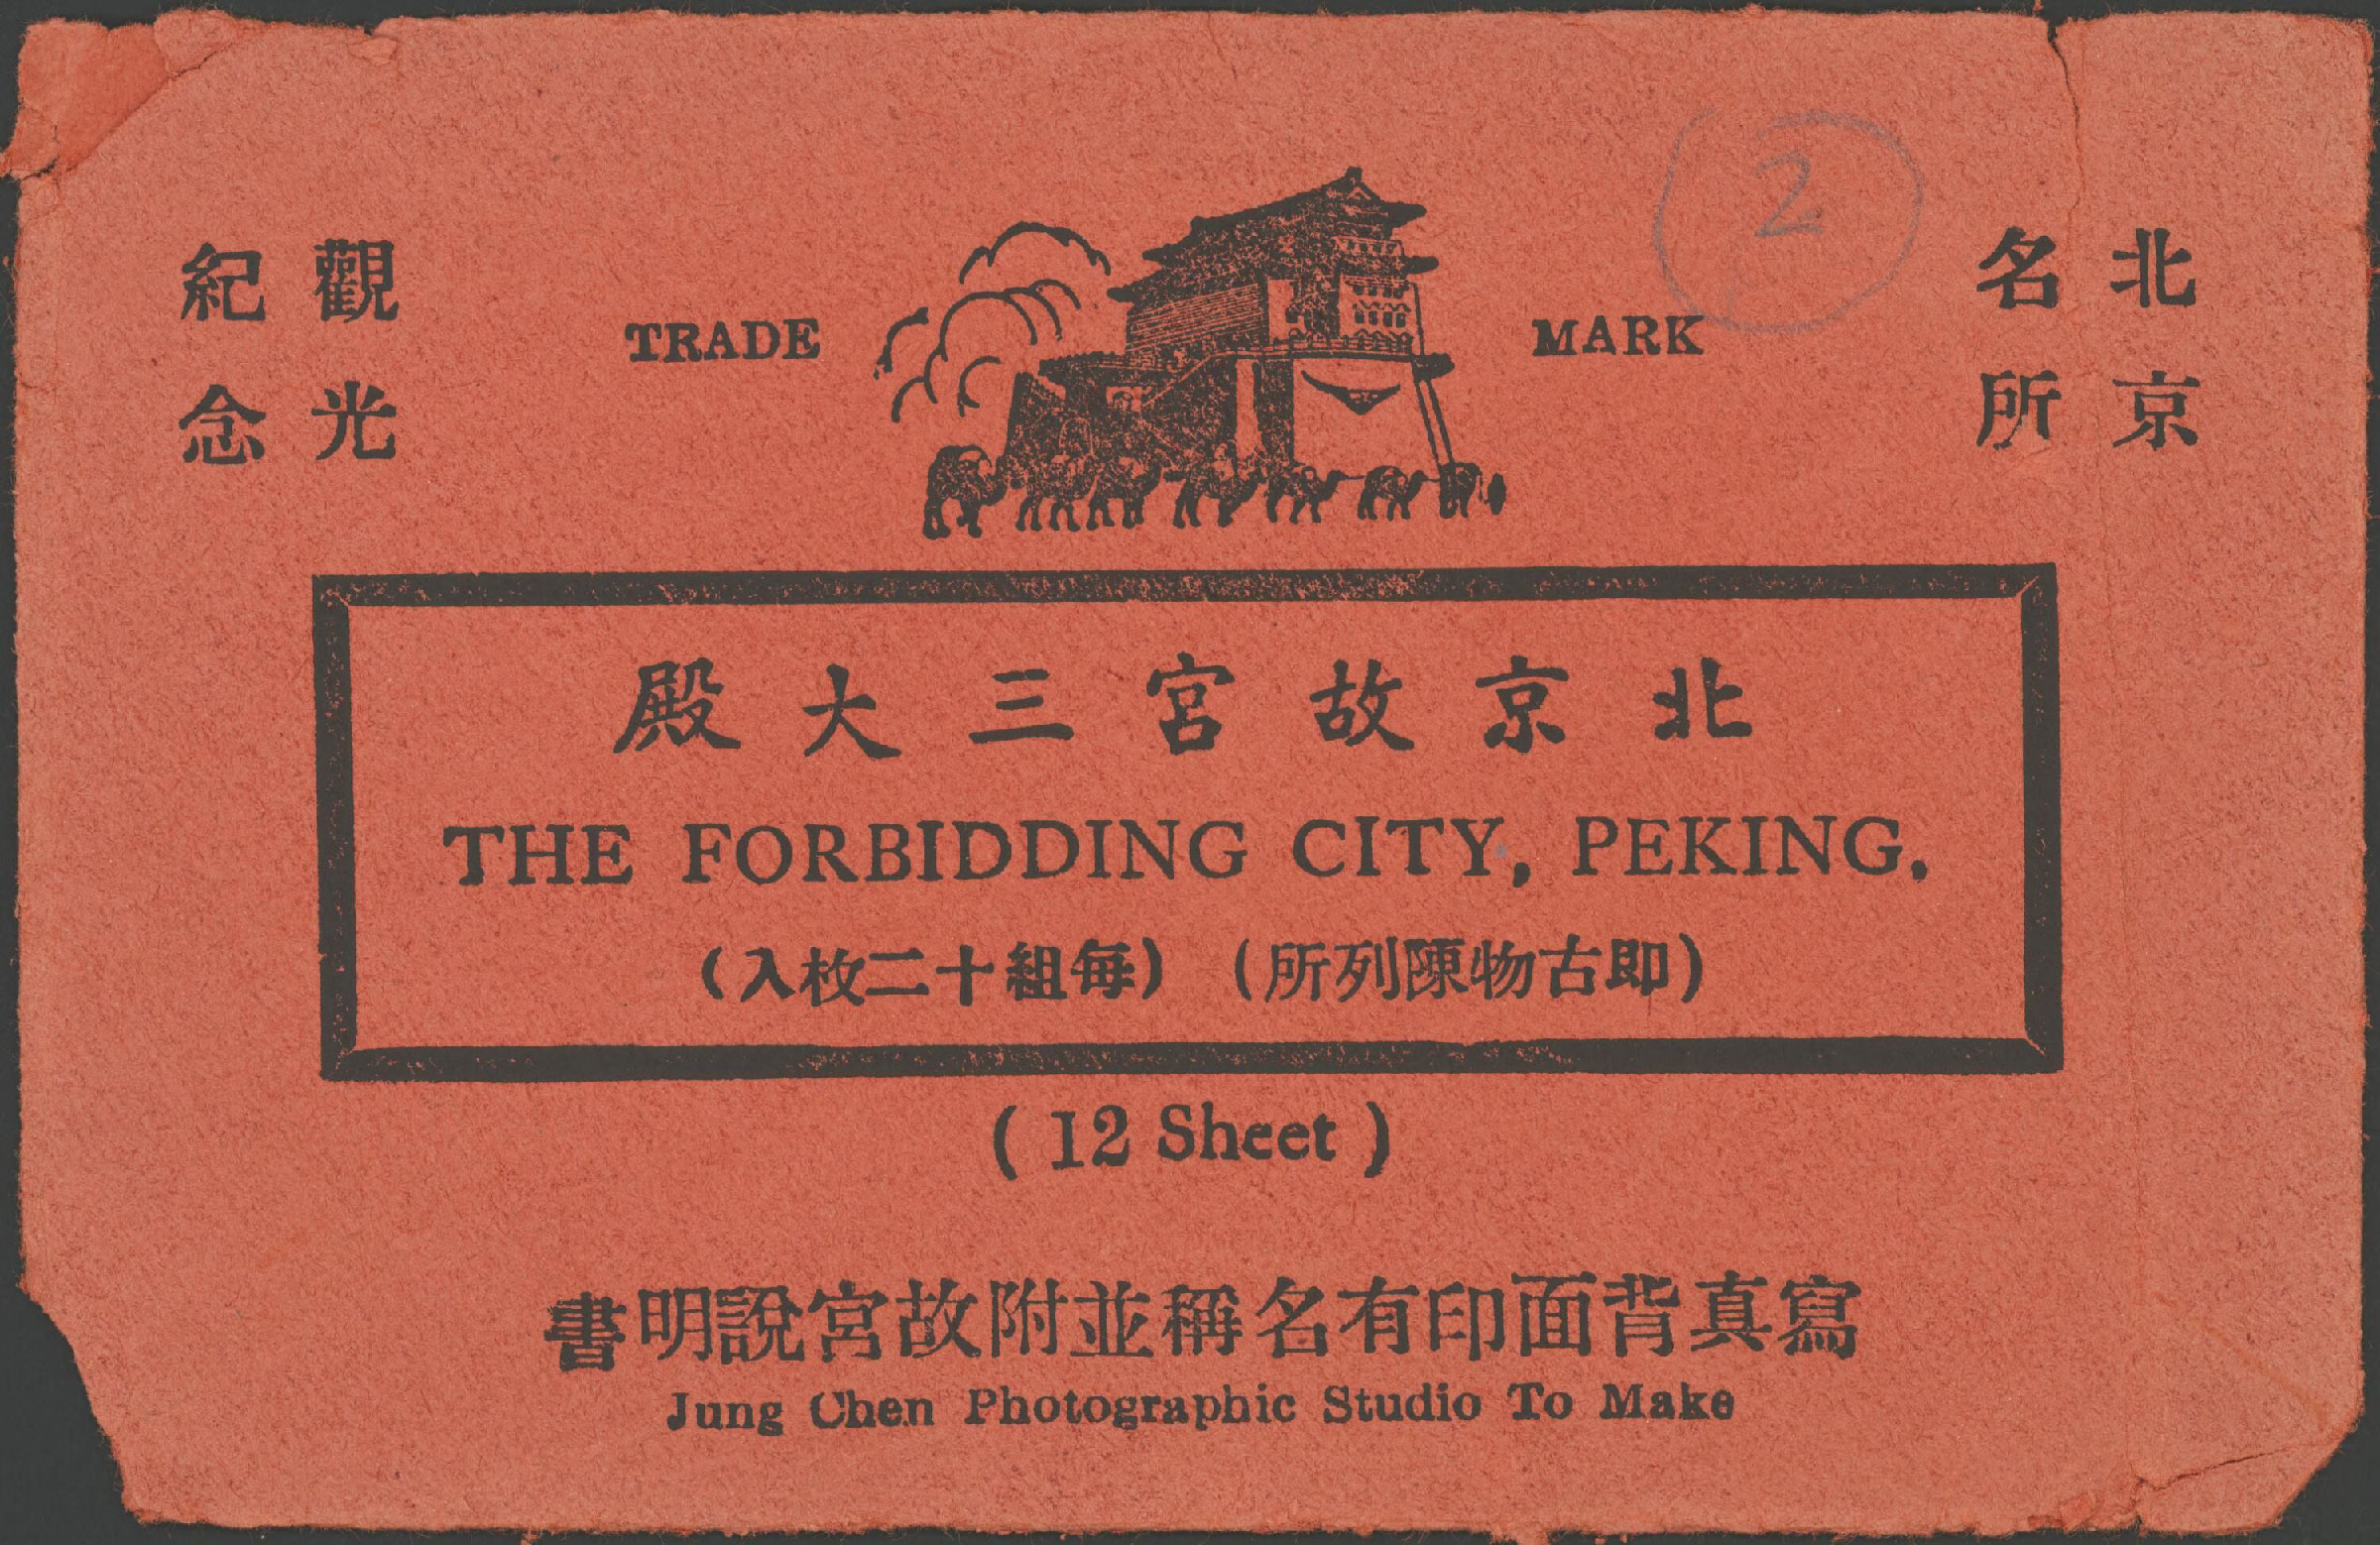 北京
名所
觀光
紀念
2
TRADE MARK
北京故宮三大殿
THE FORBIDDING CITY, PEKING.
(即古物陳列所) (每組十二枚入)
( 12 Sheet )
寫真背面印有名稱並附故宮說明書
Jung Chen Photographic Studio To Make